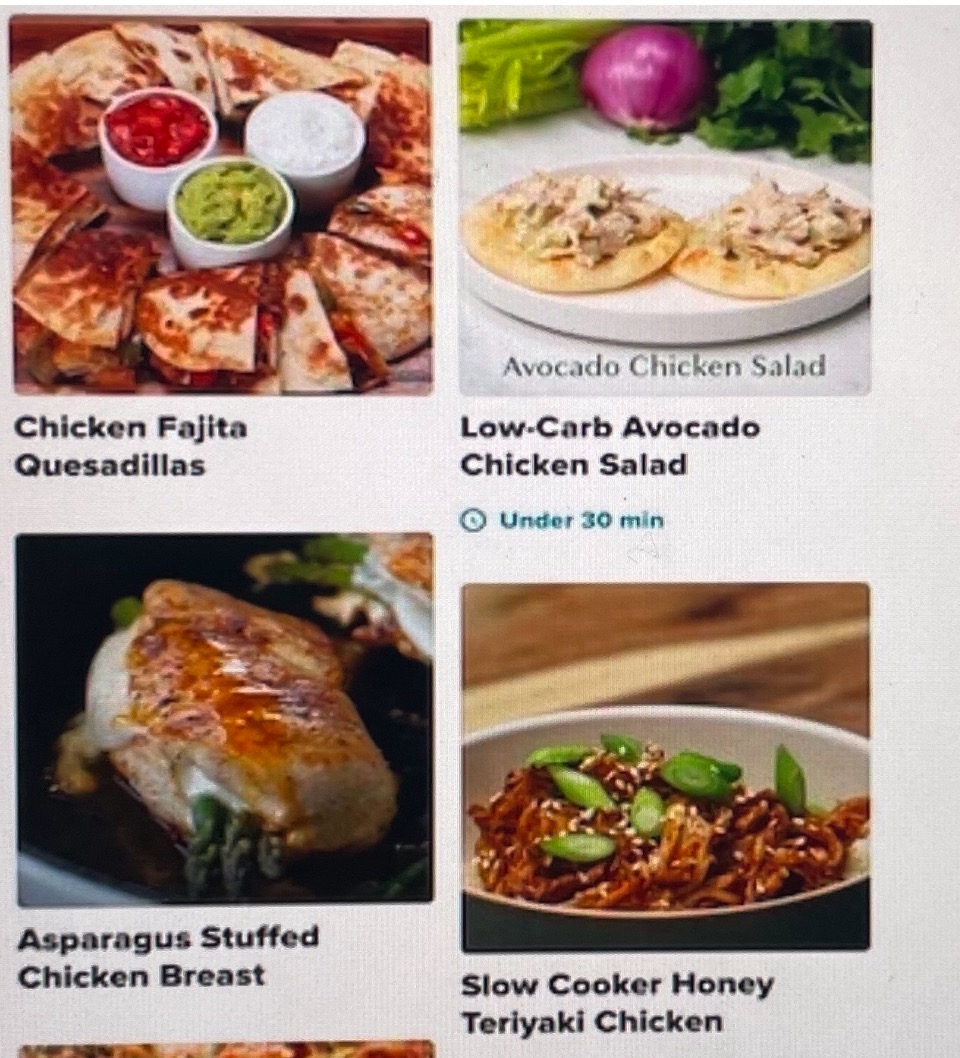 Chicken Fajita
Quesadillas
Avocado Chicken Salad
Low-Carb Avocado
Chicken Salad
Under 30 min
Asparagus Stuffed
Chicken Breast
Slow Cooker Honey
Teriyaki Chicken